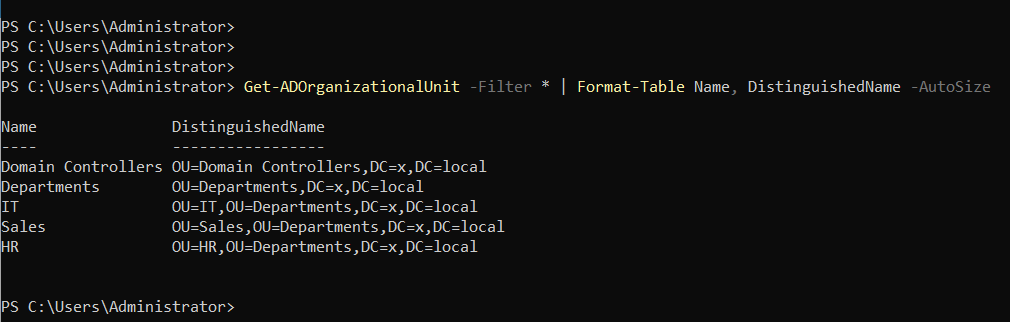 PS C:\Users\Administrator>
PS C:\Users\Administrator>
PS C:\Users\Administrator>
PS C:\Users\Administrator> Get-ADOrganizationalUnit -Filter * | Format-Table Name, DistinguishedName -AutoSize
Name               DistinguishedName
----               -----------------
Domain Controllers OU=Domain Controllers,DC=x,DC=local
Departments        OU=Departments,DC=x,DC=local
IT                 OU=IT,OU=Departments,DC=x,DC=local
Sales              OU=Sales,OU=Departments,DC=x,DC=local
HR                 OU=HR,OU=Departments,DC=x,DC=local
PS C:\Users\Administrator>